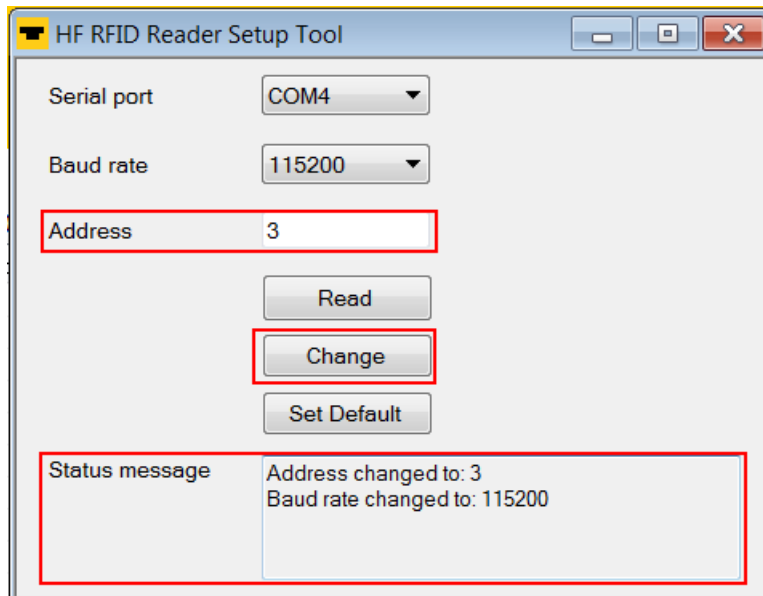 HF RFID Reader Setup Tool
Serial port COM4
Baud rate 115200
Address 3
Read
Change
Set Default
Status message Address changed to: 3
Baud rate changed to: 115200